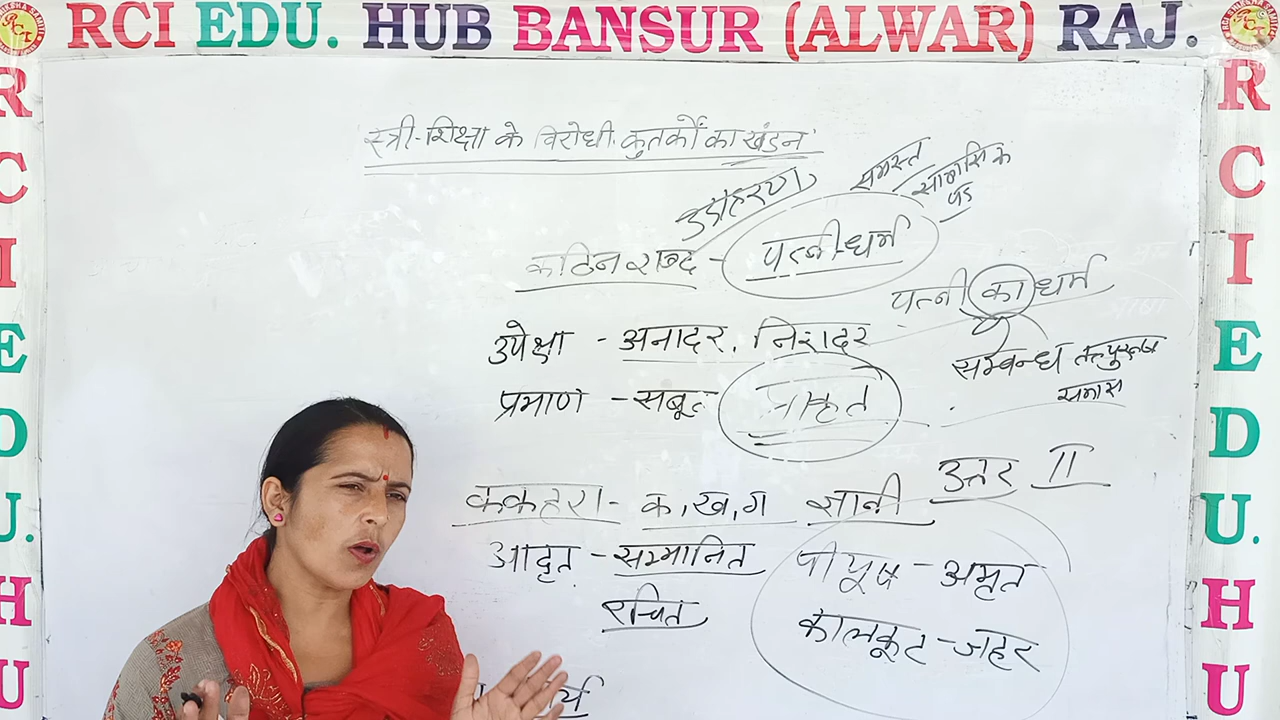 RCI EDU. HUB BANSUR (ALWAR) RAJ.
स्त्री-शिक्षा के विरोधी कुतर्कों का खंडन
उदाहरण
समस्त
सामासिक
पद
कठिन शब्द - पत्नी-धर्म
पत्नी का धर्म
उपेक्षा - अनादर, निरादर
सम्बन्ध तत्पुरूष
समास
प्रमाण - सबूत प्राकृत
उत्तर II
ककहरा - क,ख,ग ज्ञानी
आदृत - सम्मानित
पीयूष - अमृत
रचित
कालकूट - जहर
R C I E D U. H U
R C I E D U. H U